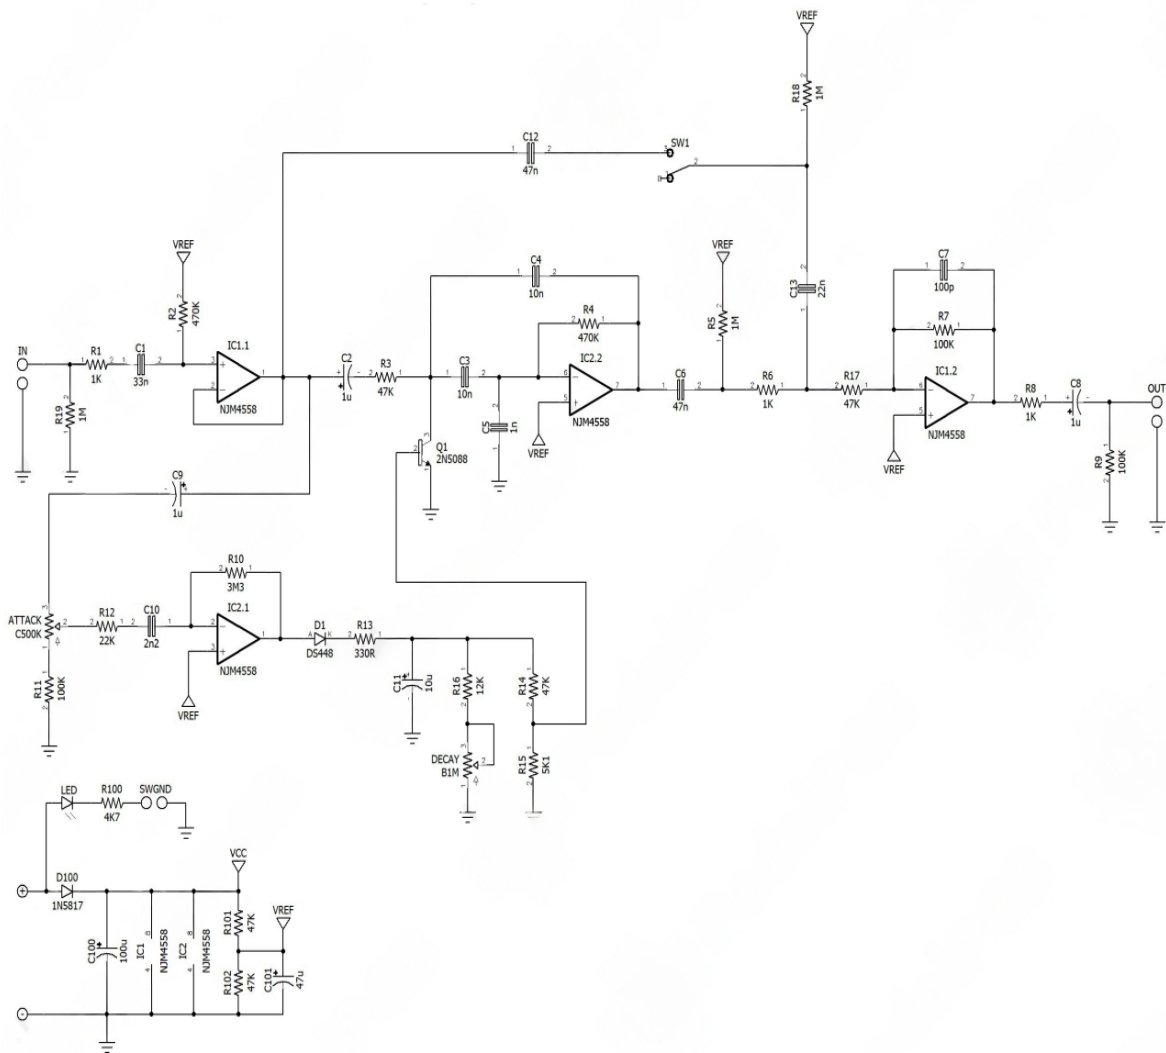 VREF
R18
1M
C12
47n
SW1
VREF
R2
470K
C4
10n
VREF
R5
1M
C13
22n
C7
100p
R4
470K
R7
100K
IN
R1
1K
C1
33n
IC1.1
NJM4558
C2
1u
R3
47K
C3
10n
IC2.2
NJM4558
C6
47n
R6
1K
R17
47K
IC1.2
NJM4558
R8
1K
C8
1u
OUT
R19
1M
C5
1n
VREF
VREF
R9
100K
Q1
2N5088
C9
1u
R10
3M3
ATTACK
C500K
R12
22K
C10
2n2
IC2.1
NJM4558
D1
DS448
R13
330R
R11
100K
VREF
C11
10u
R16
12K
R14
47K
DECAY
B1M
R15
5K1
LED
R100
4K7
SWGND
VCC
D100
1N5817
VREF
C100
100u
IC1
NJM4558
IC2
NJM4558
R101
47K
R102
47K
C101
47u